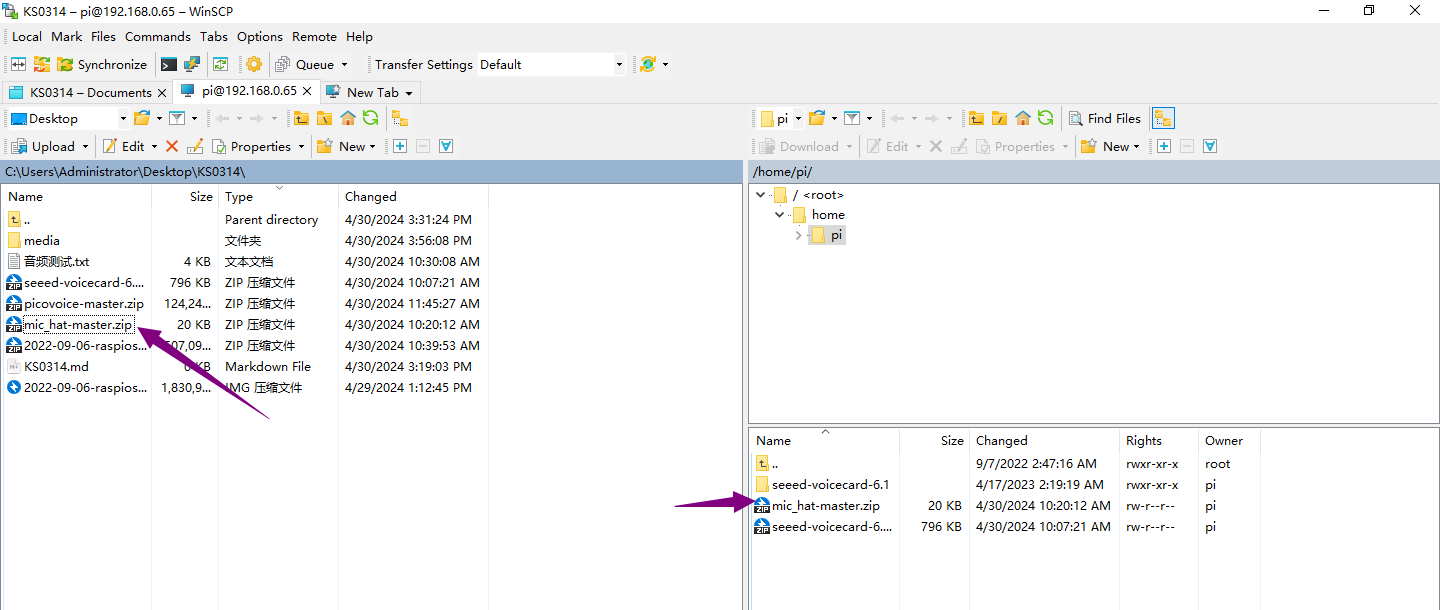 KS0314 – pi@192.168.0.65 – WinSCP
Local Mark Files Commands Tabs Options Remote Help
Synchronize Queue Transfer Settings Default
KS0314 – Documents pi@192.168.0.65 New Tab
Desktop
Upload Edit Properties New
C:\Users\Administrator\Desktop\KS0314\
Name Size Type Changed
.. Parent directory 4/30/2024 3:31:24 PM
media 文件夹 4/30/2024 3:56:08 PM
音频测试.txt 4 KB 文本文档 4/30/2024 10:30:08 AM
seeed-voicecard-6.... 796 KB ZIP 压缩文件 4/30/2024 10:07:21 AM
picovoice-master.zip 124,24... ZIP 压缩文件 4/30/2024 11:45:27 AM
mic_hat-master.zip 20 KB ZIP 压缩文件 4/30/2024 10:20:12 AM
2022-09-06-raspios... 07,09... ZIP 压缩文件 4/30/2024 10:39:53 AM
KS0314.md KB Markdown File 4/30/2024 3:19:03 PM
2022-09-06-raspios... 1,830,9... IMG 压缩文件 4/29/2024 1:12:45 PM
pi Find Files
Download Edit Properties New
/home/pi/
/ <root>
home
pi
Name Size Changed Rights Owner
.. 9/7/2022 2:47:16 AM rwxr-xr-x root
seeed-voicecard-6.1 4/17/2023 2:19:19 AM rwxr-xr-x pi
mic_hat-master.zip 20 KB 4/30/2024 10:20:12 AM rw-r--r-- pi
seeed-voicecard-6.... 796 KB 4/30/2024 10:07:21 AM rw-r--r-- pi